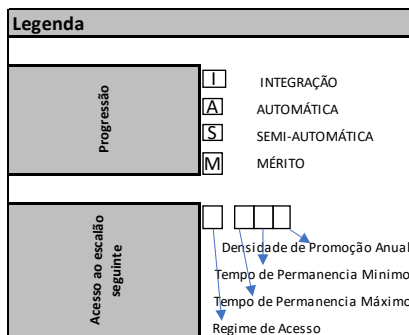 Legenda
Progressão
I INTEGRAÇÃO
A AUTOMÁTICA
S SEMI-AUTOMÁTICA
M MÉRITO
Acesso ao escalão
seguinte
Densidade de Promoção Anual
Tempo de Permanencia Minimo
Tempo de Permanencia Máximo
Regime de Acesso